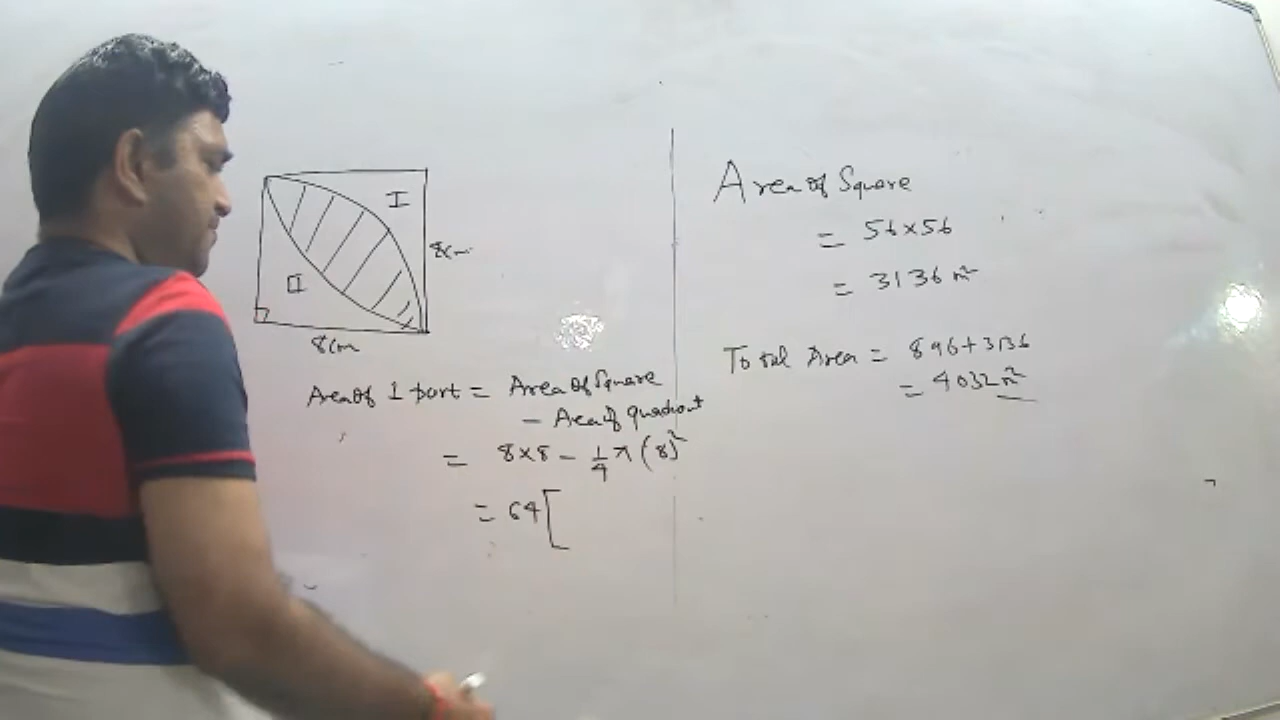 I
II
8cm
8cm
Area of I part = Area of Square
- Area of quadrant
= 8×8 - 1/4 π (8)²
= 64[
Area of Square
= 56×56
= 3136 m²
Total Area = 896+3136
= 4032 m²